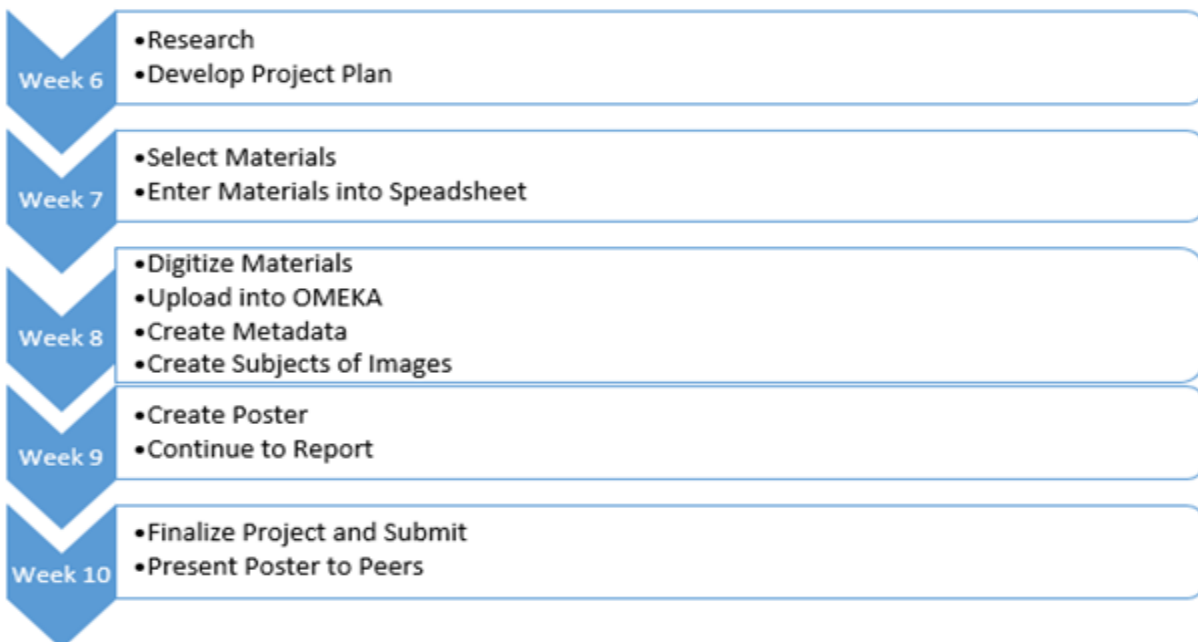 Week 6
•Research
•Develop Project Plan
Week 7
•Select Materials
•Enter Materials into Speadsheet
Week 8
•Digitize Materials
•Upload into OMEKA
•Create Metadata
•Create Subjects of Images
Week 9
•Create Poster
•Continue to Report
Week 10
•Finalize Project and Submit
•Present Poster to Peers